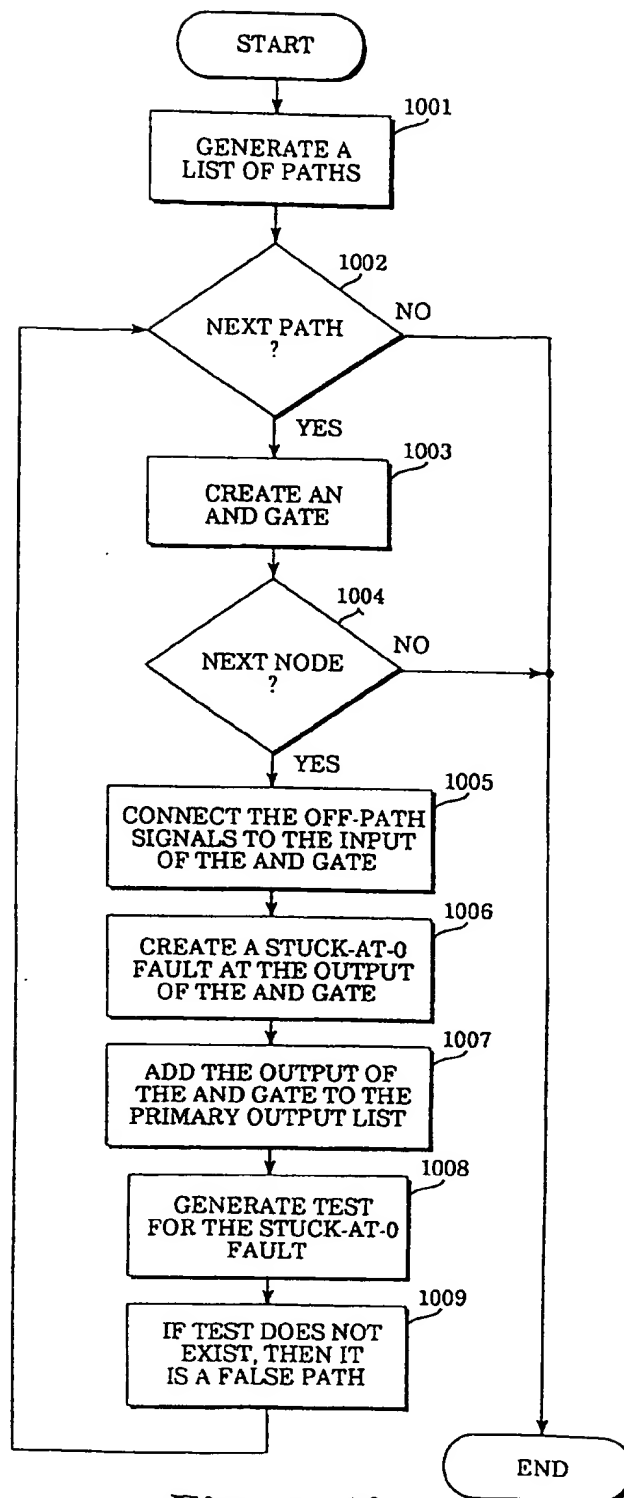 START
1001
GENERATE A
LIST OF PATHS
1002
NEXT PATH
?
NO
YES
1003
CREATE AN
AND GATE
1004
NEXT NODE
?
NO
YES
1005
CONNECT THE OFF-PATH
SIGNALS TO THE INPUT
OF THE AND GATE
1006
CREATE A STUCK-AT-0
FAULT AT THE OUTPUT
OF THE AND GATE
1007
ADD THE OUTPUT OF
THE AND GATE TO THE
PRIMARY OUTPUT LIST
1008
GENERATE TEST
FOR THE STUCK-AT-0
FAULT
1009
IF TEST DOES NOT
EXIST, THEN IT
IS A FALSE PATH
END